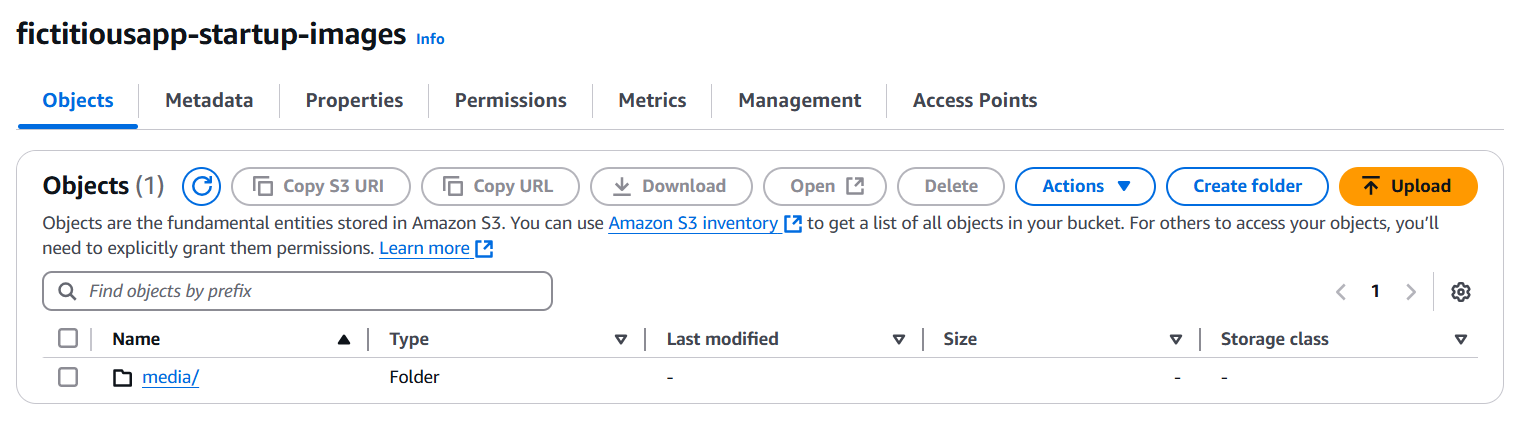 fictitiousapp-startup-images Info
Objects Metadata Properties Permissions Metrics Management Access Points
Objects (1) Copy S3 URI Copy URL Download Open Delete Actions Create folder Upload
Objects are the fundamental entities stored in Amazon S3. You can use Amazon S3 inventory to get a list of all objects in your bucket. For others to access your objects, you’ll
need to explicitly grant them permissions. Learn more
Find objects by prefix 1
Name Type Last modified Size Storage class
media/ Folder - - -